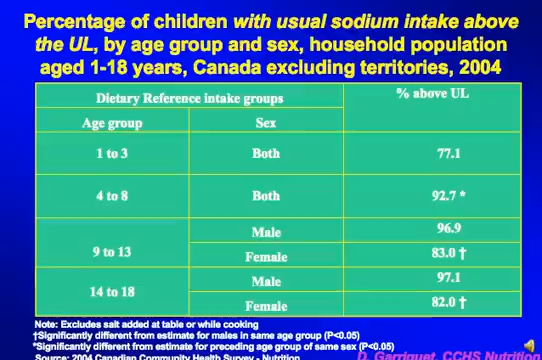 Percentage of children with usual sodium intake above
the UL, by age group and sex, household population
aged 1-18 years, Canada excluding territories, 2004
Dietary Reference intake groups % above UL
Age group Sex
1 to 3 Both 77.1
4 to 8 Both 92.7 *
9 to 13 Male 96.9
Female 83.0 †
14 to 18 Male 97.1
Female 82.0 †
Note: Excludes salt added at table or while cooking
†Significantly different from estimate for males in same age group (P<0.05)
*Significantly different from estimate for preceding age group of same sex (P<0.05)
Source: 2004 Canadian Community Health Survey - Nutrition
D. Garriguet, CCHS Nutrition